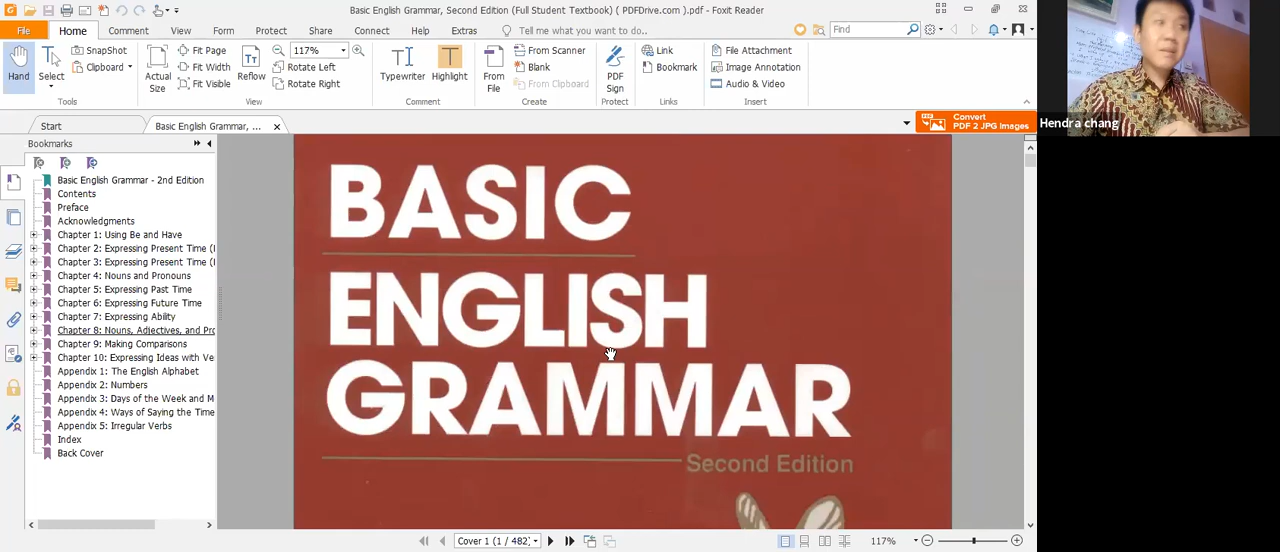 Basic English Grammar, Second Edition (Full Student Textbook) ( PDFDrive.com ).pdf - Foxit Reader
File Home Comment View Form Protect Share Connect Help Extras Tell me what you want to do.. Find
Hand
Select
SnapShot
Clipboard
Tools
Actual Size
Fit Page
Fit Width
Fit Visible
Reflow
117%
Rotate Left
Rotate Right
View
Typewriter
Highlight
Comment
From File
From Scanner
Blank
From Clipboard
Create
PDF Sign
Protect
Link
Bookmark
Links
File Attachment
Image Annotation
Audio & Video
Insert
Start
Basic English Grammar, ...
Convert
PDF 2 JPG Images
Hendra chang
Bookmarks
Basic English Grammar - 2nd Edition
Contents
Preface
Acknowledgments
Chapter 1: Using Be and Have
Chapter 2: Expressing Present Time (
Chapter 3: Expressing Present Time (
Chapter 4: Nouns and Pronouns
Chapter 5: Expressing Past Time
Chapter 6: Expressing Future Time
Chapter 7: Expressing Ability
Chapter 8: Nouns, Adjectives, and Pro
Chapter 9: Making Comparisons
Chapter 10: Expressing Ideas with Ve
Appendix 1: The English Alphabet
Appendix 2: Numbers
Appendix 3: Days of the Week and M
Appendix 4: Ways of Saying the Time
Appendix 5: Irregular Verbs
Index
Back Cover
BASIC
ENGLISH
GRAMMAR
Second Edition
Cover 1 (1 / 482)
117%